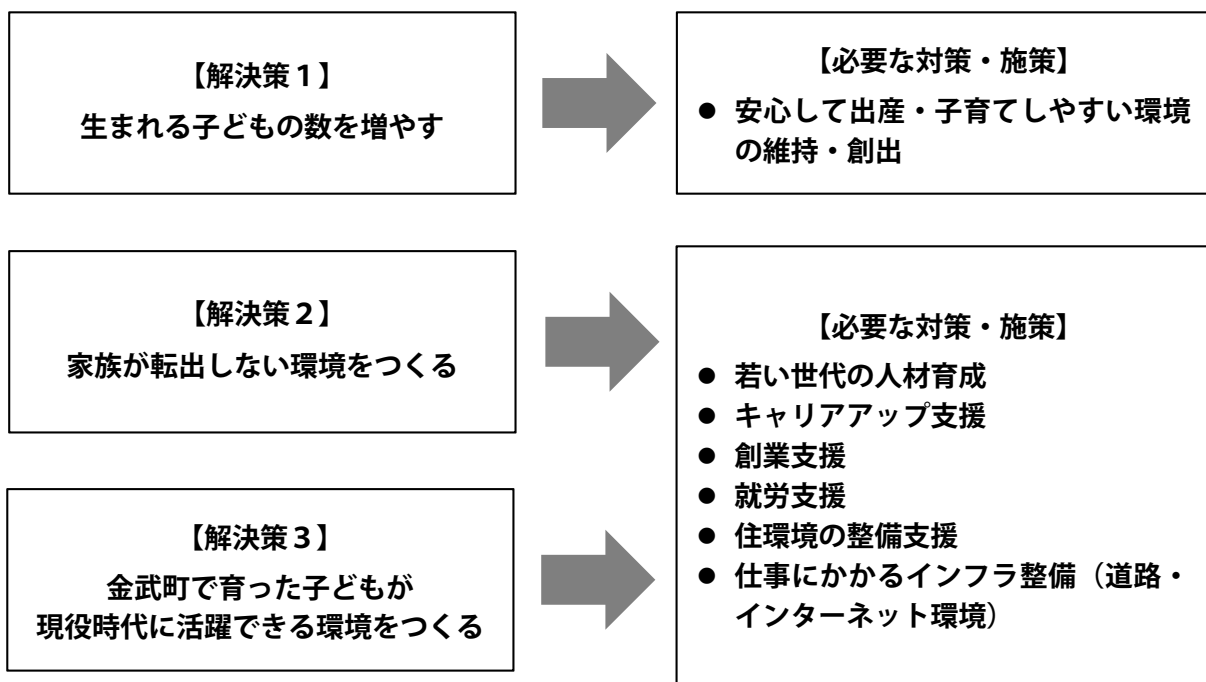 【解決策１】
生まれる子どもの数を増やす
【必要な対策・施策】
● 安心して出産・子育てしやすい環境
の維持・創出
【解決策２】
家族が転出しない環境をつくる
【解決策３】
金武町で育った子どもが
現役時代に活躍できる環境をつくる
【必要な対策・施策】
● 若い世代の人材育成
● キャリアアップ支援
● 創業支援
● 就労支援
● 住環境の整備支援
● 仕事にかかるインフラ整備（道路・
インターネット環境）